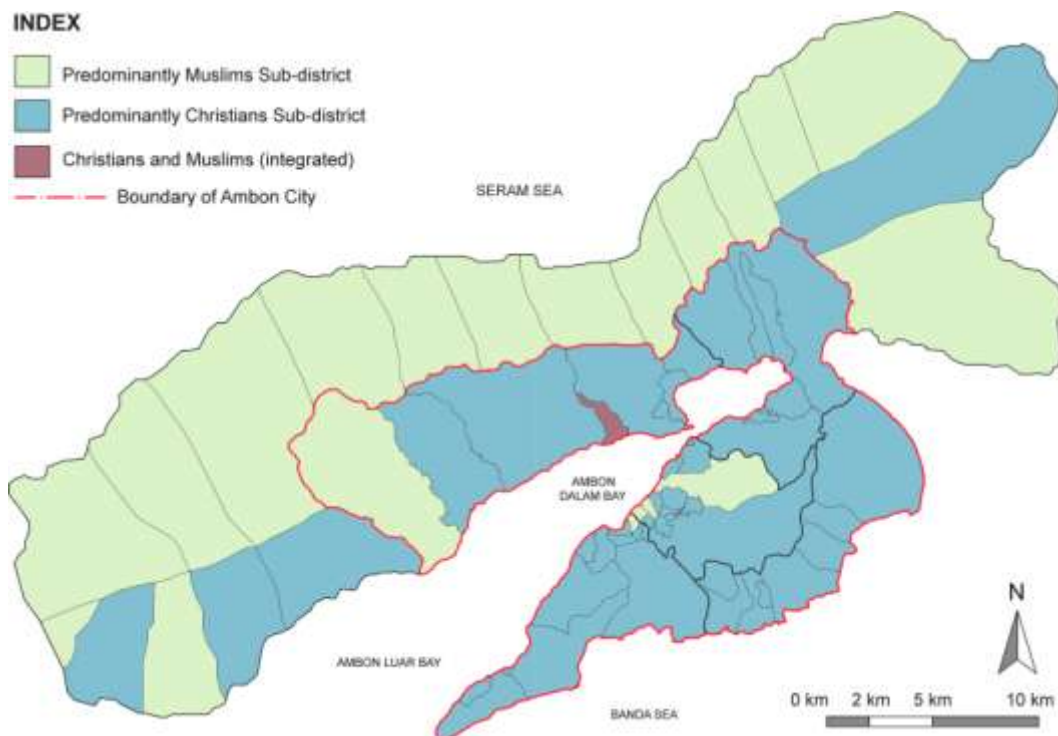 INDEX
Predominantly Muslims Sub-district
Predominantly Christians Sub-district
Christians and Muslims (integrated)
Boundary of Ambon City
SERAM SEA
AMBON
DALAM BAY
AMBON LUAR BAY
BANDA SEA
N
0 km 2 km 5 km 10 km